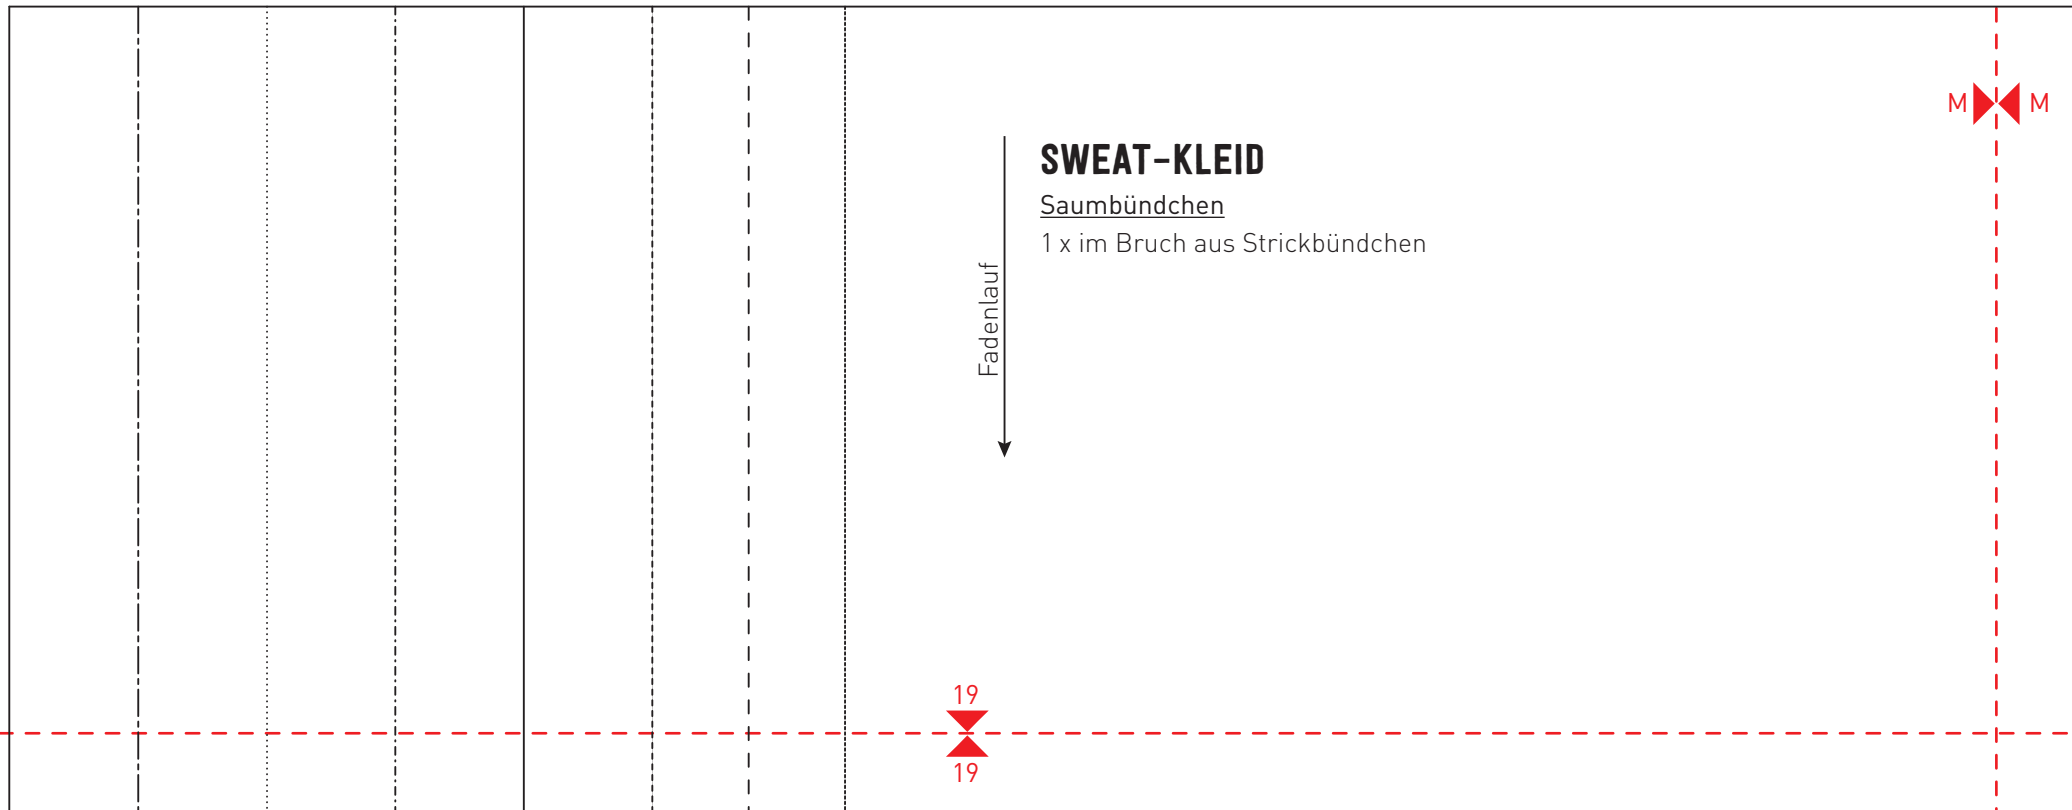 M M
SWEAT-KLEID
Saumbündchen
1 x im Bruch aus Strickbündchen
Fadenlauf
19
19